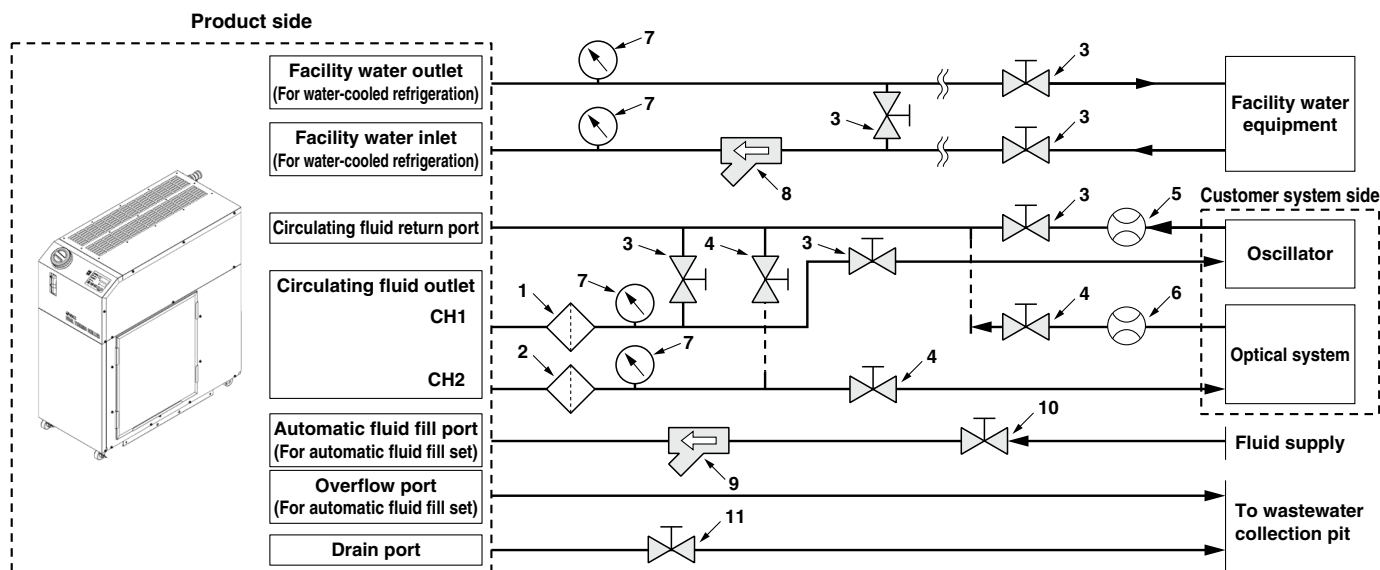 Product side
7
Facility water outlet
(For water-cooled refrigeration)
3
7
Facility water
equipment
3
3
Facility water inlet
(For water-cooled refrigeration)
8
Customer system side
3
5
Circulating fluid return port
3
4
3
Oscillator
Circulating fluid outlet
1
7
CH1
4
6
2
7
Optical system
CH2
4
Automatic fluid fill port
(For automatic fluid fill set)
10
Fluid supply
9
Overflow port
(For automatic fluid fill set)
To wastewater
collection pit
11
Drain port